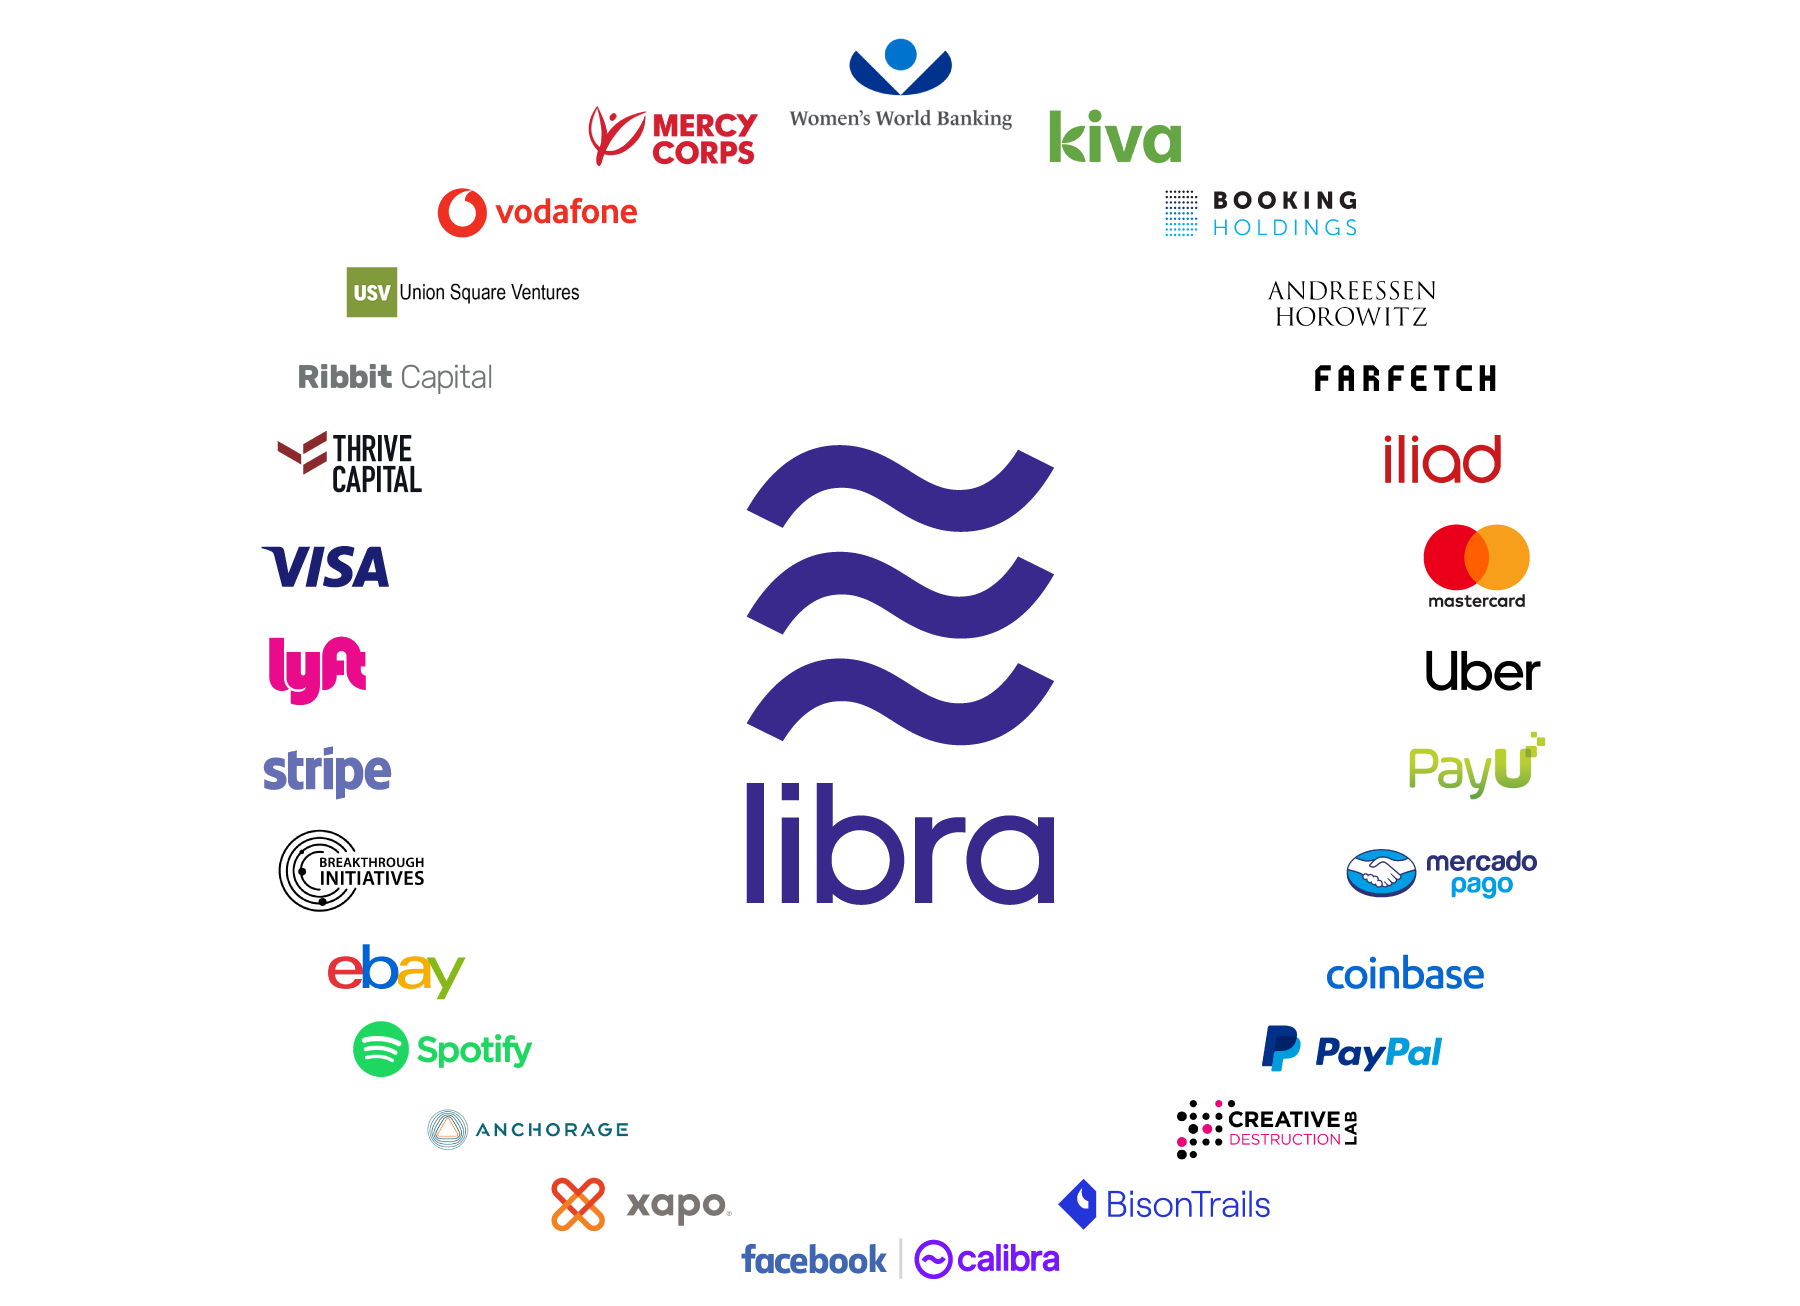 Women's World Banking
MERCY
CORPS
kiva
vodafone
BOOKING
HOLDINGS
USV Union Square Ventures
ANDREESSEN
HOROWITZ
Ribbit Capital
FARFETCH
THRIVE
CAPITAL
iliad
VISA
mastercard
lyft
Uber
stripe
PayU
libra
BREAKTHROUGH
INITIATIVES
mercado
pago
ebay
coinbase
Spotify
PayPal
ANCHORAGE
CREATIVE
DESTRUCTION
LAB
xapo®
BisonTrails
facebook | calibra